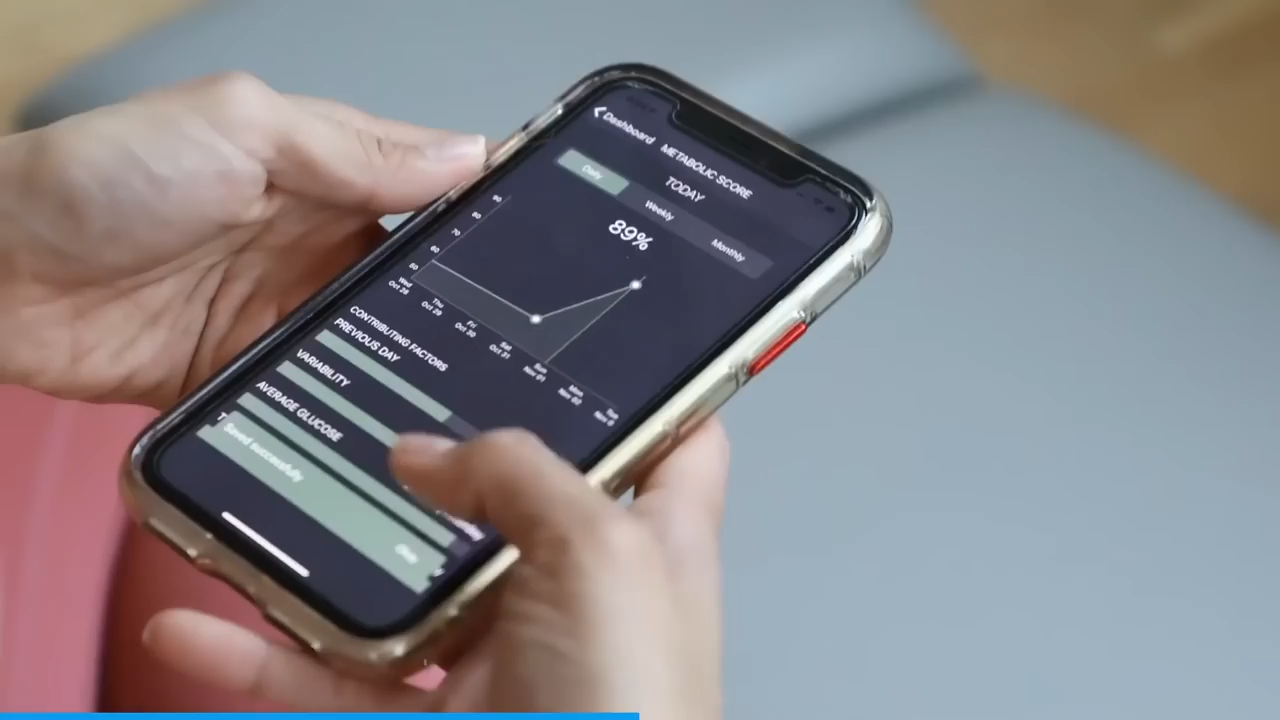 Dashboard METABOLIC SCORE
TODAY
Daily
Weekly
Monthly
89%
90
80
70
60
50
Wed
Oct 28
Thu
Oct 29
Fri
Oct 30
Sat
Oct 31
Sun
Nov 01
Mon
Nov 02
Tue
CONTRIBUTING FACTORS
PREVIOUS DAY
VARIABILITY
AVERAGE GLUCOSE
Saved successfully
Okay